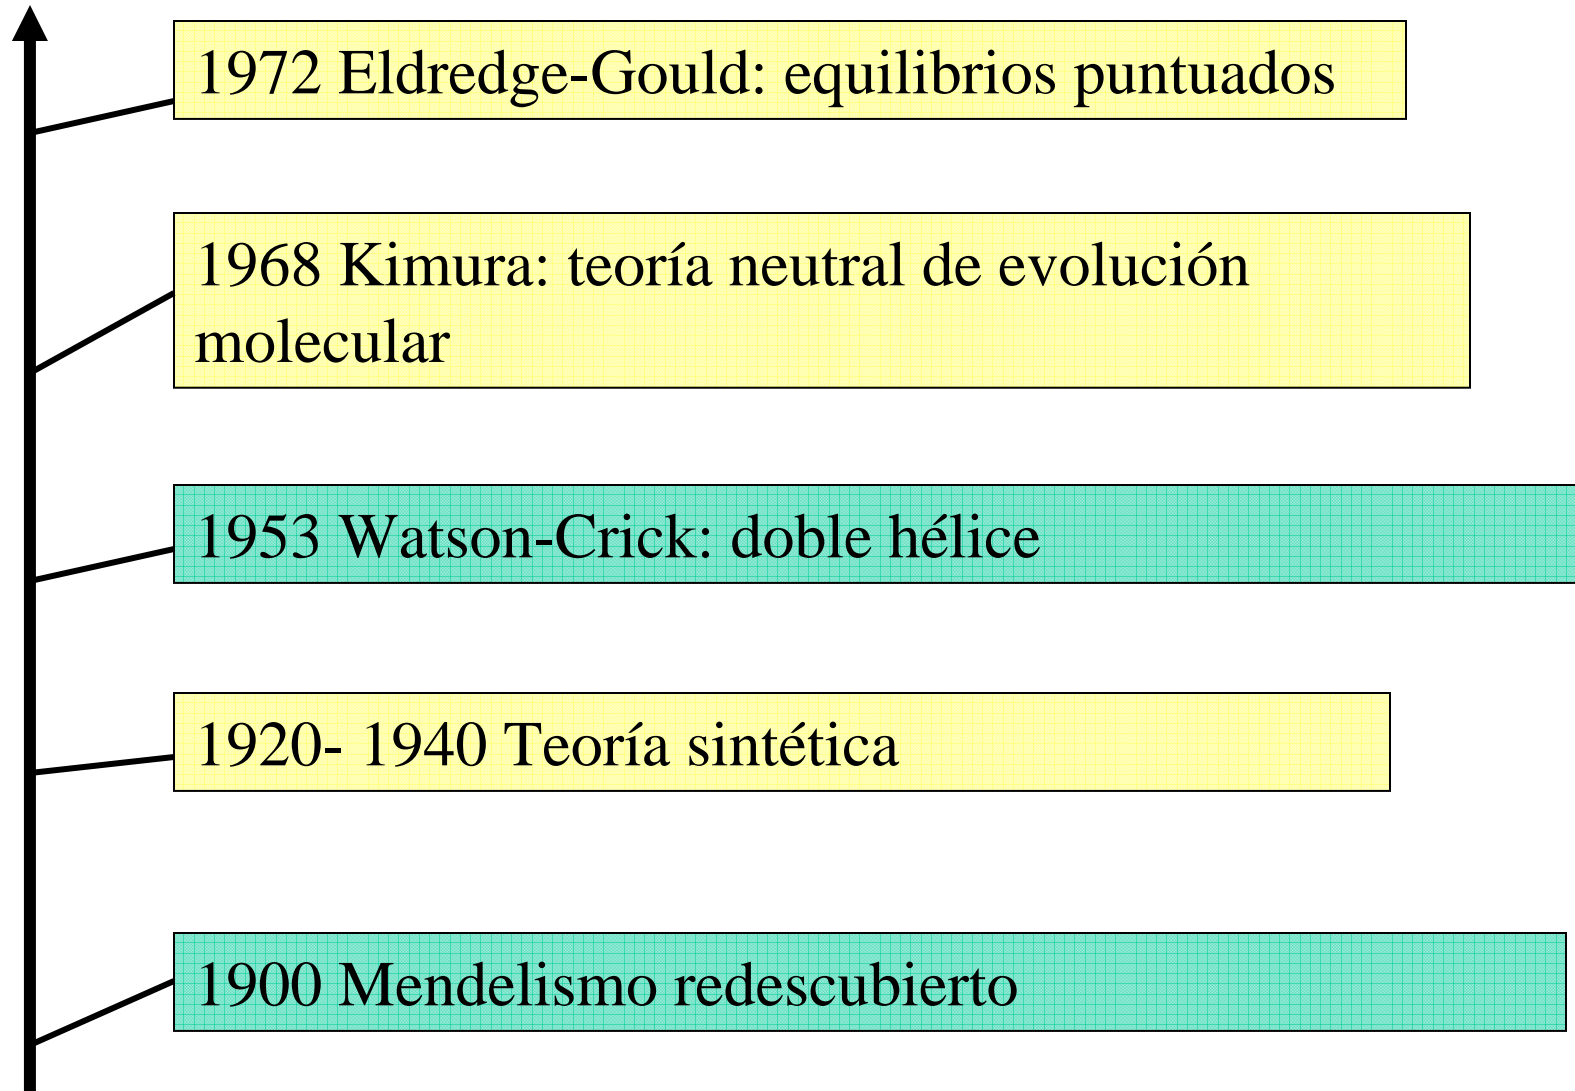 1972 Eldredge-Gould: equilibrios puntuados
1968 Kimura: teoría neutral de evolución
molecular
1953 Watson-Crick: doble hélice
1920- 1940 Teoría sintética
1900 Mendelismo redescubierto